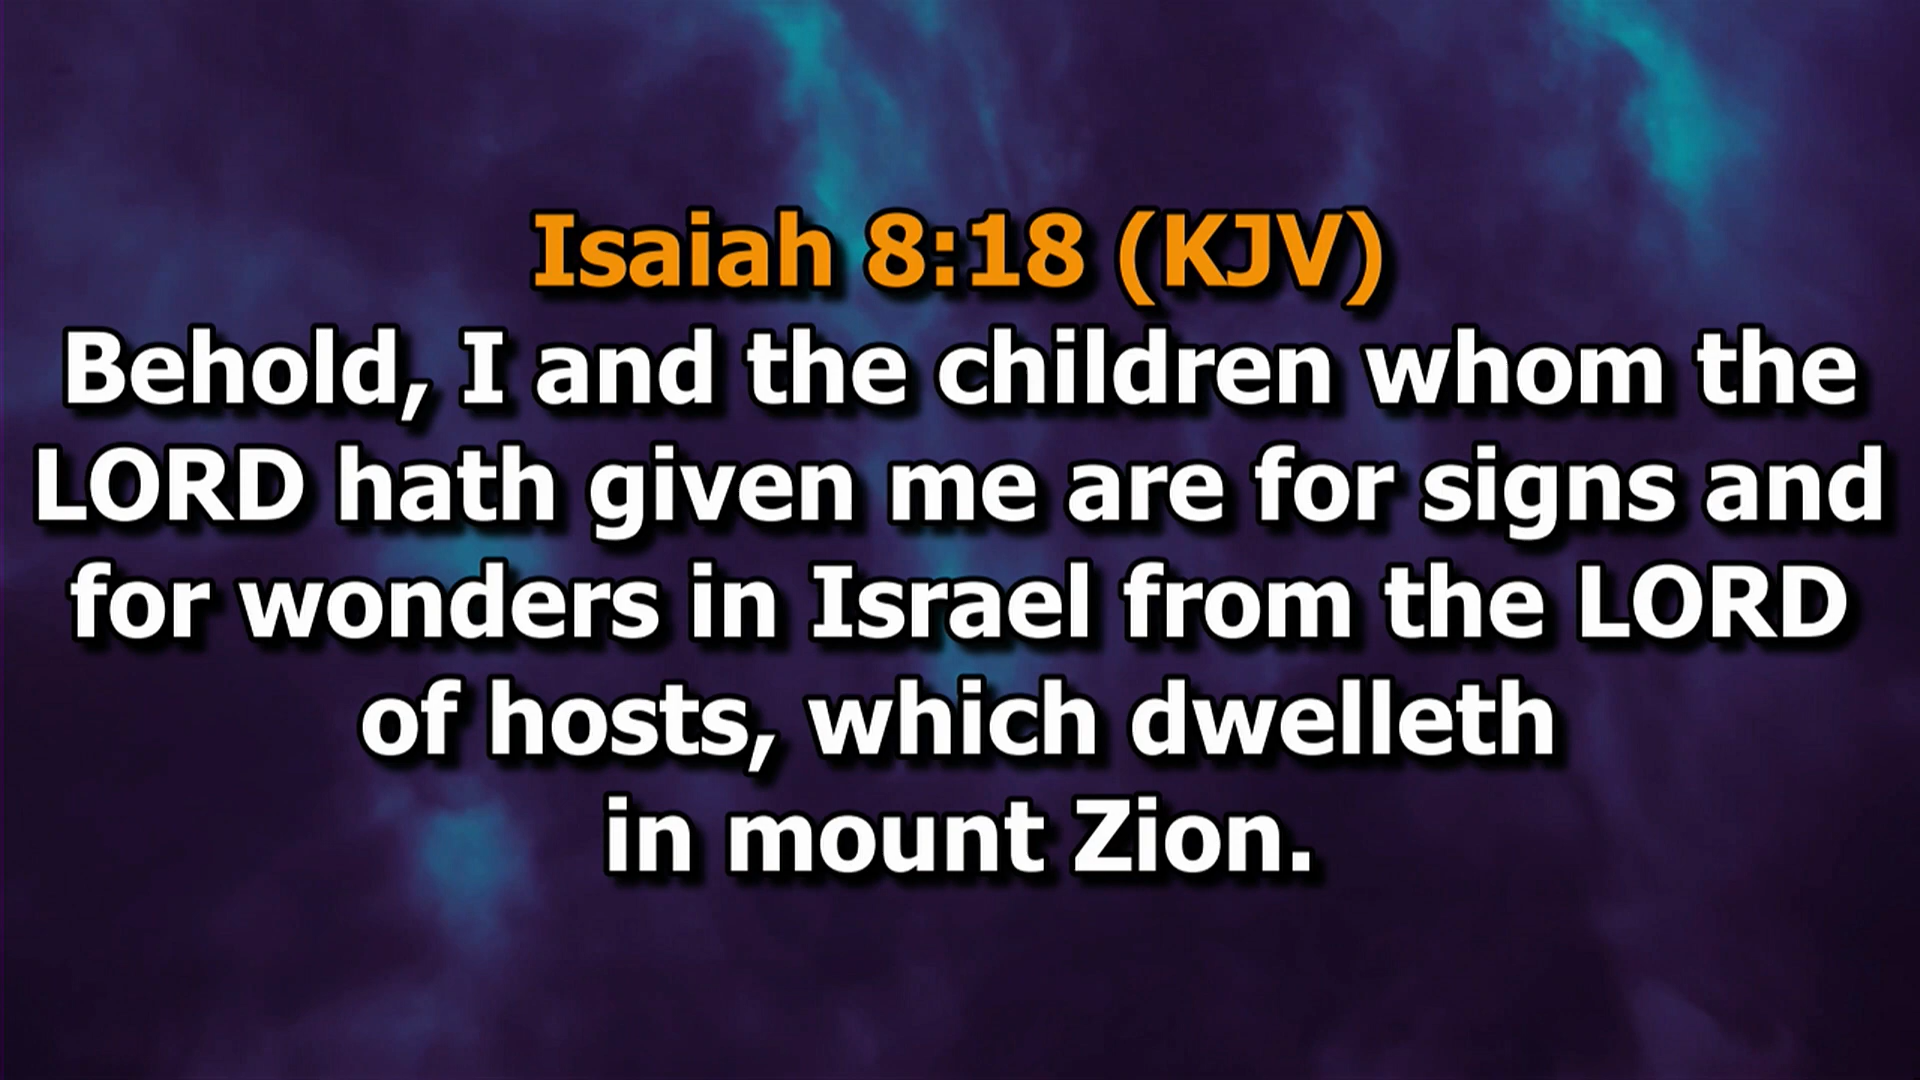 Isaiah 8:18 (KJV)
Behold, I and the children whom the
LORD hath given me are for signs and
for wonders in Israel from the LORD
of hosts, which dwelleth
in mount Zion.